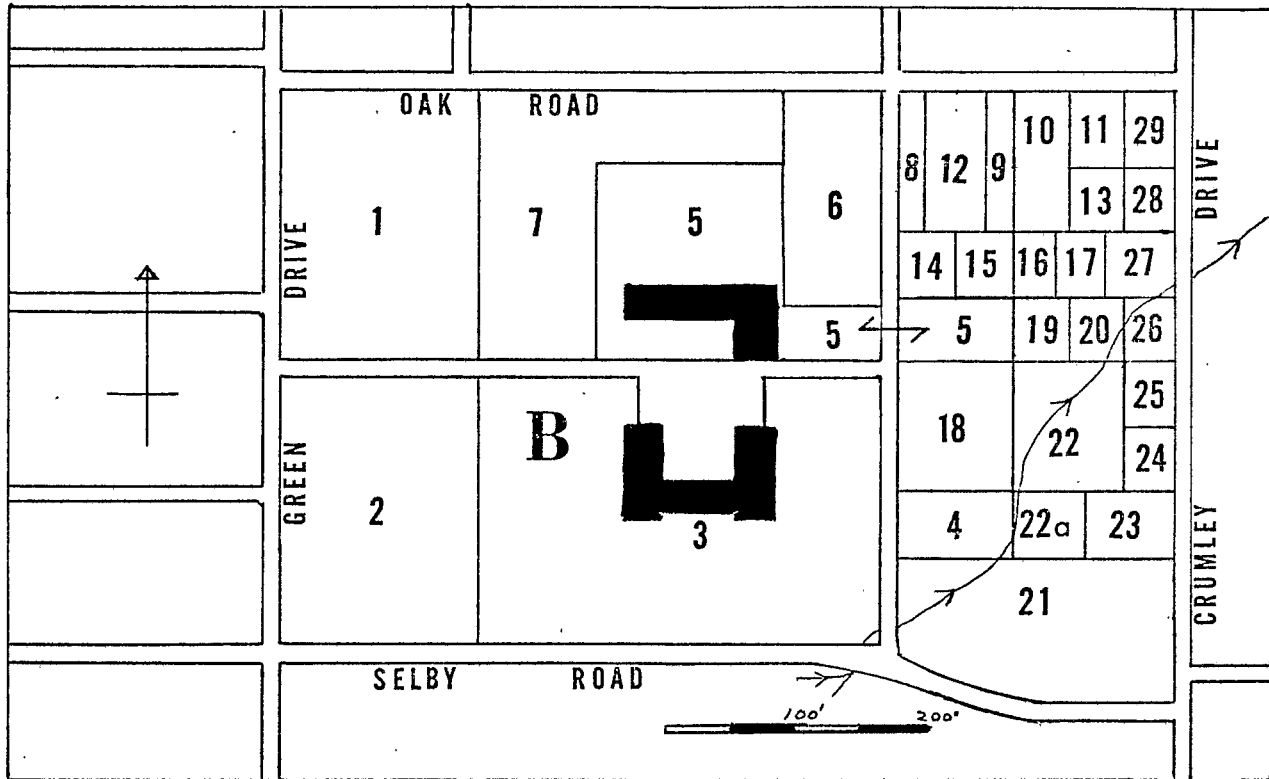 OAK ROAD
10 11 29
8 12 9
13 28
DRIVE
1 7 5 6
DRIVE
14 15 16 17 27
5 5 19 20 26
B
18 22 25
24
GREEN
2 3
4 22a 23
CRUMLEY
21
SELBY ROAD
100' 200'